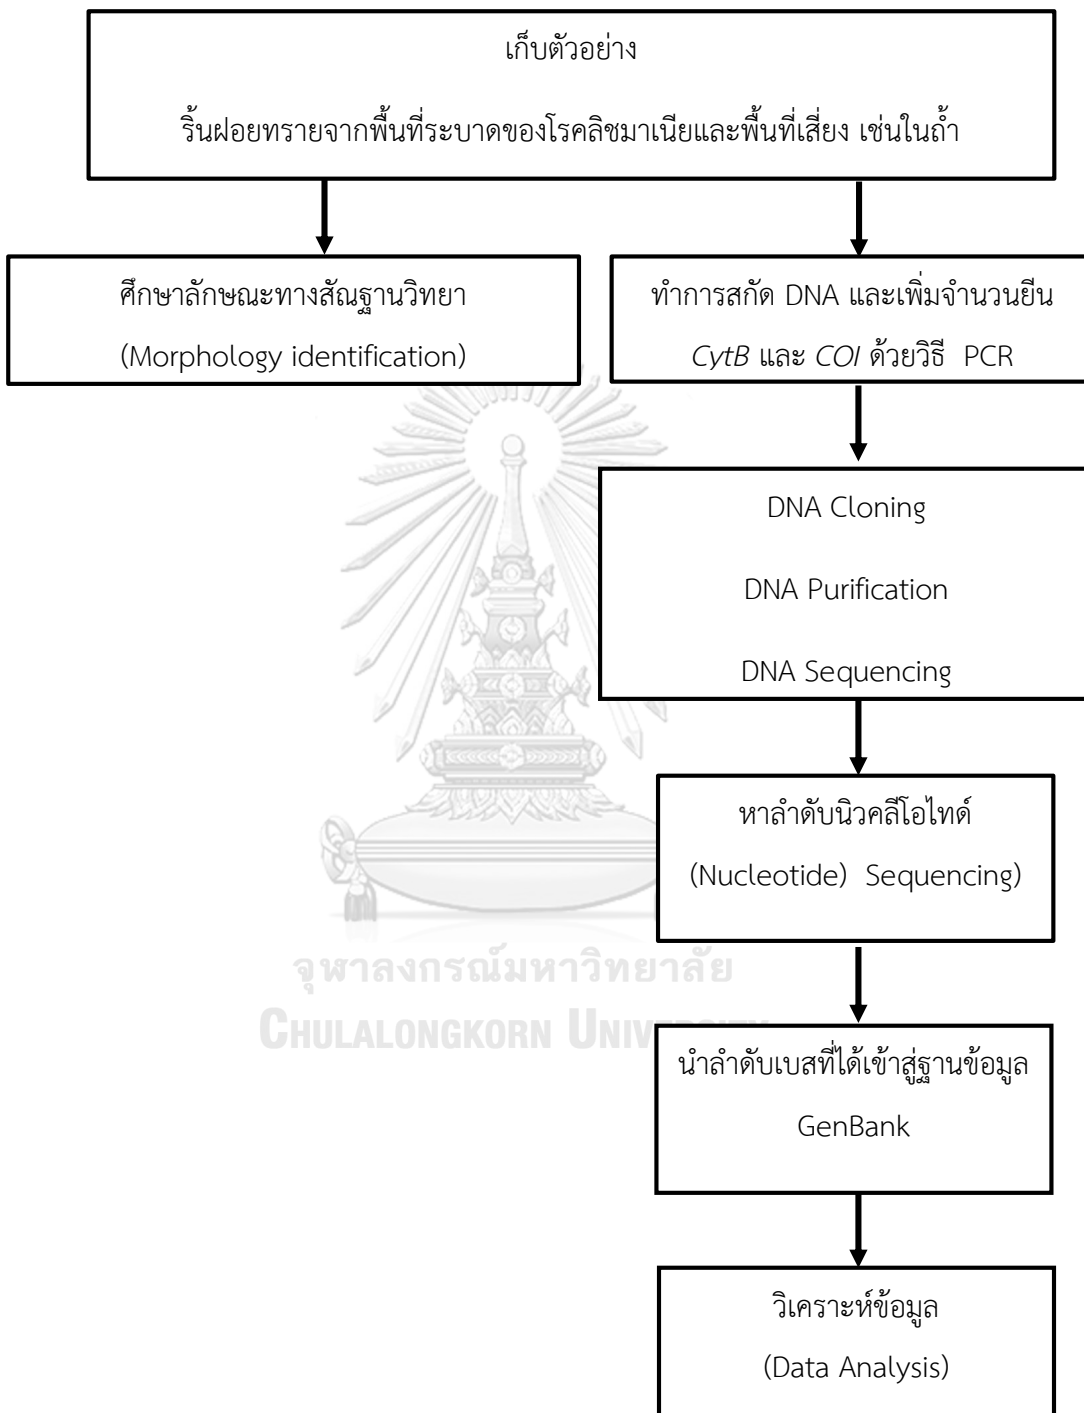 เก็บตัวอย่าง
ริ้นฝอยทรายจากพื้นที่ระบาดของโรคลิชมาเนียและพื้นที่เสี่ยง เช่นในถ้ำ
ศึกษาลักษณะทางสัณฐานวิทยา
(Morphology identification)
ทำการสกัด DNA และเพิ่มจำนวนยีน
CytB และ COI ด้วยวิธี PCR
DNA Cloning
DNA Purification
DNA Sequencing
หาลำดับนิวคลีโอไทด์
(Nucleotide) Sequencing)
จุฬาลงกรณ์มหาวิทยาลัย
CHULALONGKORN UNIVERSITY
นำลำดับเบสที่ได้เข้าสู่ฐานข้อมูล
GenBank
วิเคราะห์ข้อมูล
(Data Analysis)